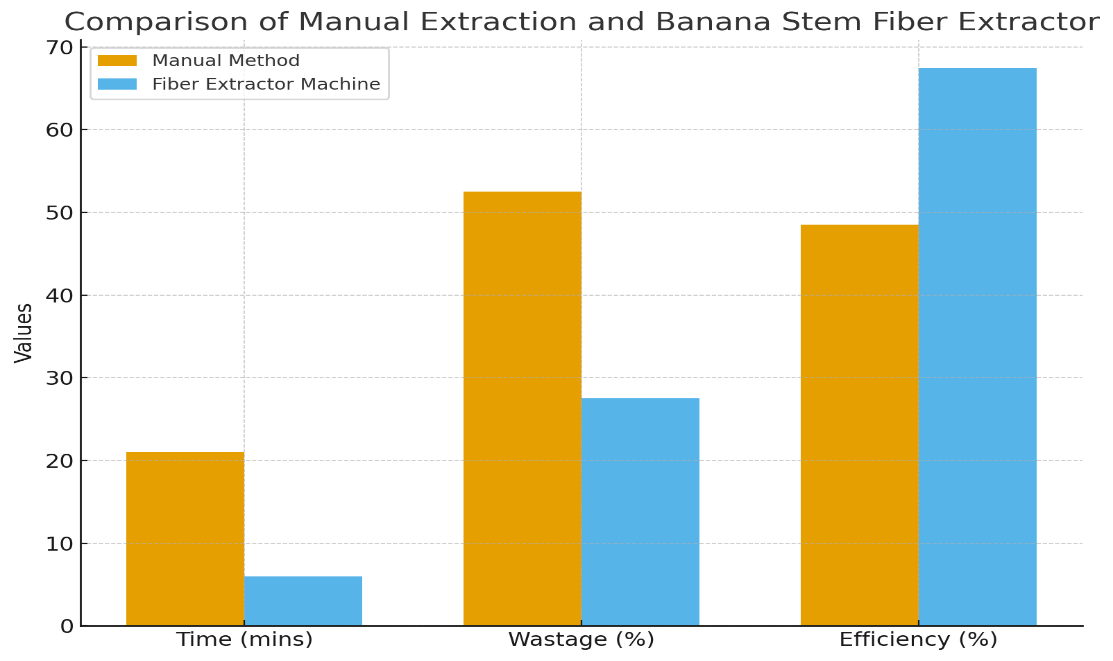 Comparison of Manual Extraction and Banana Stem Fiber Extractor
Manual Method
Fiber Extractor Machine
Values
70
60
50
40
30
20
10
0
Time (mins)
Wastage (%)
Efficiency (%)